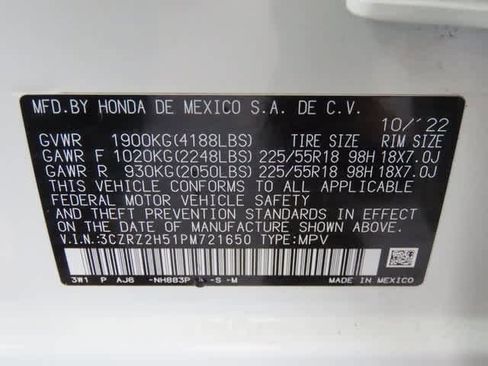 MFD.BY HONDA DE MEXICO S.A. DE C.V.
10/'22
GVWR 1900KG(4188LBS) TIRE SIZE RIM SIZE
GAWR F 1020KG(2248LBS) 225/55R18 98H 18X7.0J
GAWR R 930KG(2050LBS) 225/55R18 98H 18X7.0J
THIS VEHICLE CONFORMS TO ALL APPLICABLE
FEDERAL MOTOR VEHICLE SAFETY STANDARDS IN EFFECT
ON THE DATE OF MANUFACTURE SHOWN ABOVE.
V.I.N.:3CZRZ2H51PM721650 TYPE:MPV
3W1 P AJ6 -NH883P -S -M MADE IN MEXICO